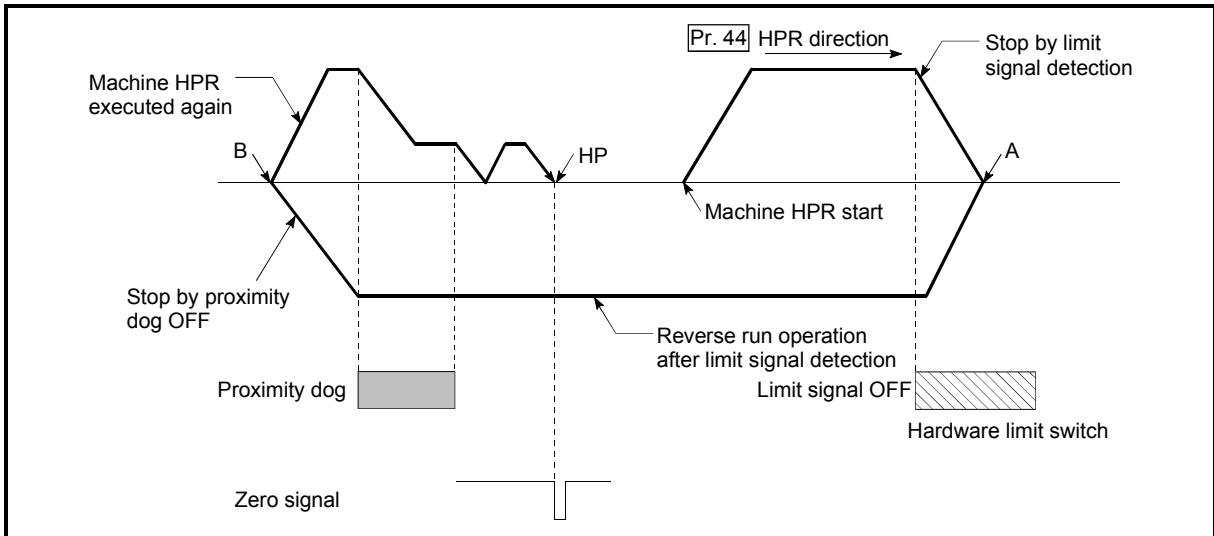 Pr. 44 HPR direction
Stop by limit
signal detection
Machine HPR
executed again
B
HP
A
Machine HPR start
Stop by proximity
dog OFF
Reverse run operation
after limit signal detection
Proximity dog
Limit signal OFF
Hardware limit switch
Zero signal